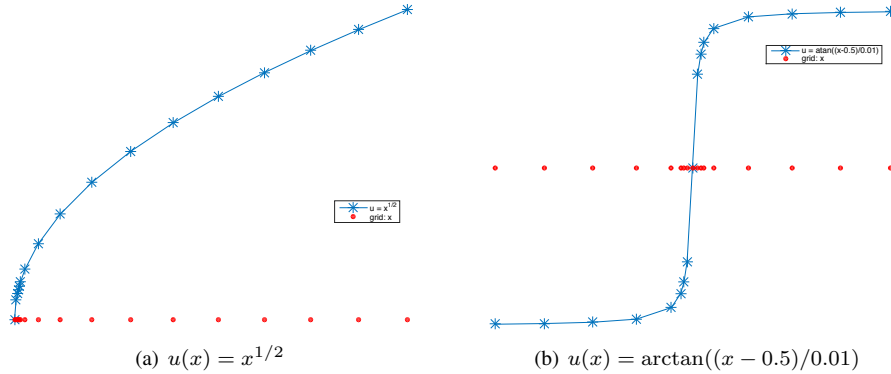 u = x^{1/2}
grid: x
u = atan((x-0.5)/0.01)
grid: x
(a) u(x) = x^{1/2}
(b) u(x) = arctan((x − 0.5)/0.01)